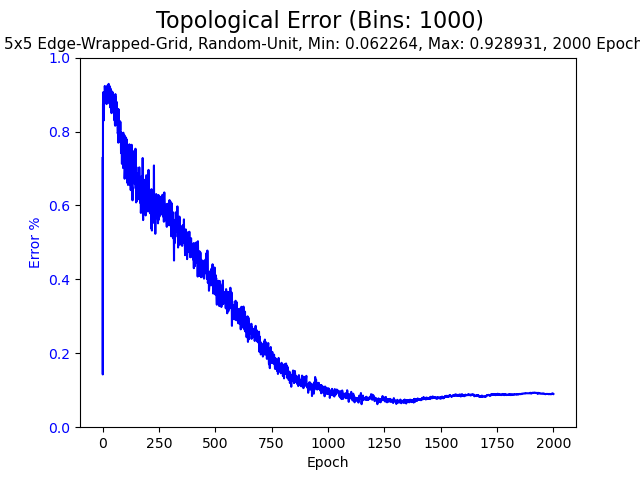 Topological Error (Bins: 1000)
5x5 Edge-Wrapped-Grid, Random-Unit, Min: 0.062264, Max: 0.928931, 2000 Epoch
1.0
0.8
0.6
0.4
0.2
0.0
Error %
0 250 500 750 1000 1250 1500 1750 2000
Epoch